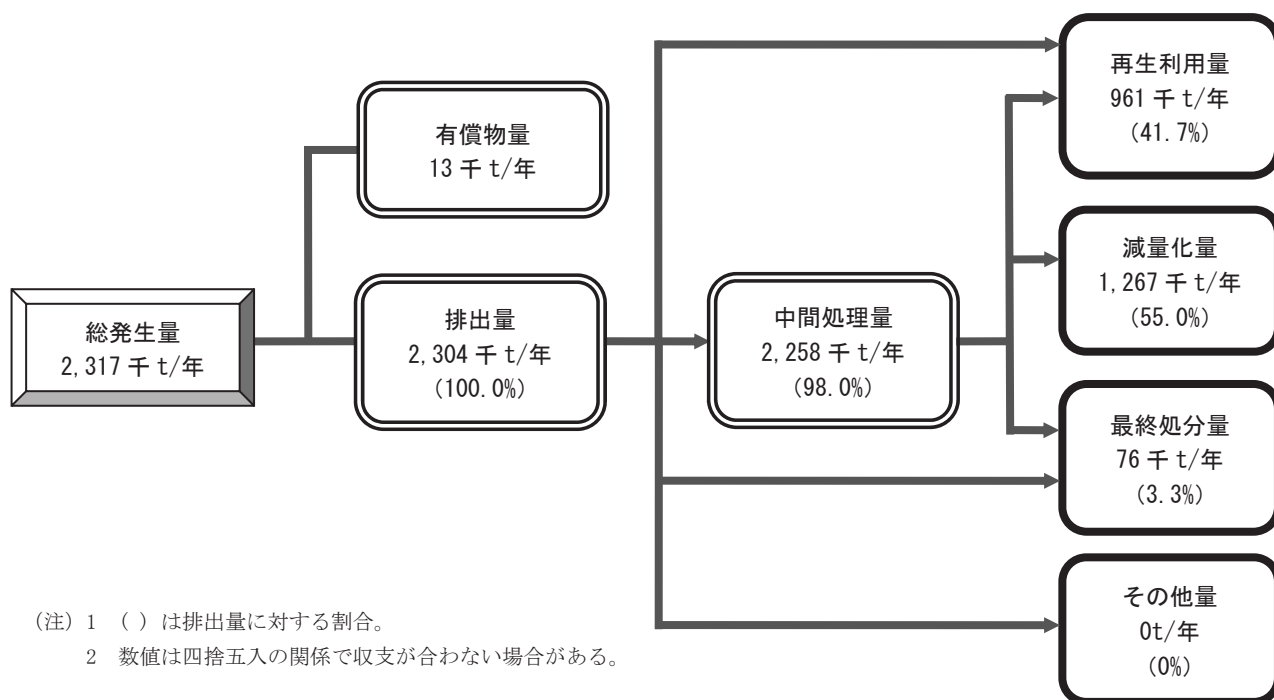 総発生量
2,317 千 t/年
有償物量
13 千 t/年
排出量
2,304 千 t/年
(100.0%)
中間処理量
2,258 千 t/年
(98.0%)
再生利用量
961 千 t/年
(41.7%)
減量化量
1,267 千 t/年
(55.0%)
最終処分量
76 千 t/年
(3.3%)
その他量
0t/年
(0%)
（注）1 （ ）は排出量に対する割合。
2 数値は四捨五入の関係で収支が合わない場合がある。